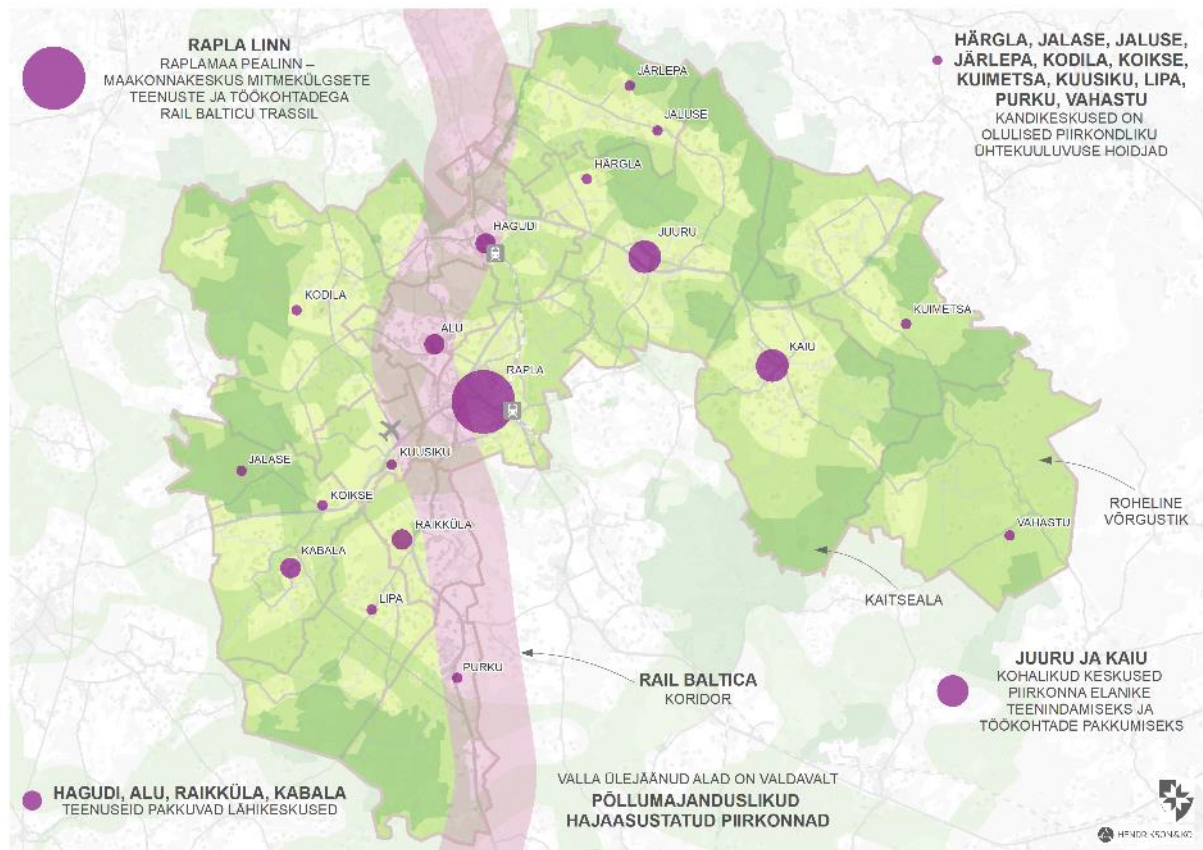 RAPLA LINN
RAPLAMAA PEALINN –
MAAKONNAKESKUS MITMEKÜLGSETE
TEENUSTE JA TÖÖKOHTADEGA
RAIL BALTICU TRASSIL
HÄRGLA, JALASE, JALUSE,
JÄRLEPA, KODILA, KOIKSE,
KUIMETSA, KUUSIKU, LIPA,
PURKU, VAHASTU
KANDIKESKUSED ON
OLULISED PIIRKONDLIKU
ÜHTEKUULUVUSE HOIDJAD
JÄRLEPA
JALUSE
HÄRGLA
HAGUDI
JUURU
KODILA
KUIMETSA
ALU
KAIU
RAPLA
KUUSIKU
JALASE
KOIKSE
ROHELINE
VÕRGUSTIK
RAIKKÜLA
VAHASTU
KABALA
KAITSEALA
LIPA
PURKU
RAIL BALTICA
KORIDOR
JUURU JA KAIU
KOHALIKUD KESKUSED
PIIRKONNA ELANIKE
TEENINDAMISEKS JA
TÖÖKOHTADE PAKKUMISEKS
VALLA ÜLEJÄÄNUD ALAD ON VALDAVALT
PÕLLUMAJANDUSLIKUD
HAJAASUSTATUD PIIRKONNAD
HAGUDI, ALU, RAIKKÜLA, KABALA
TEENUSEID PAKKUVAD LÄHIKESKUSED
HENDRIKSON&KO